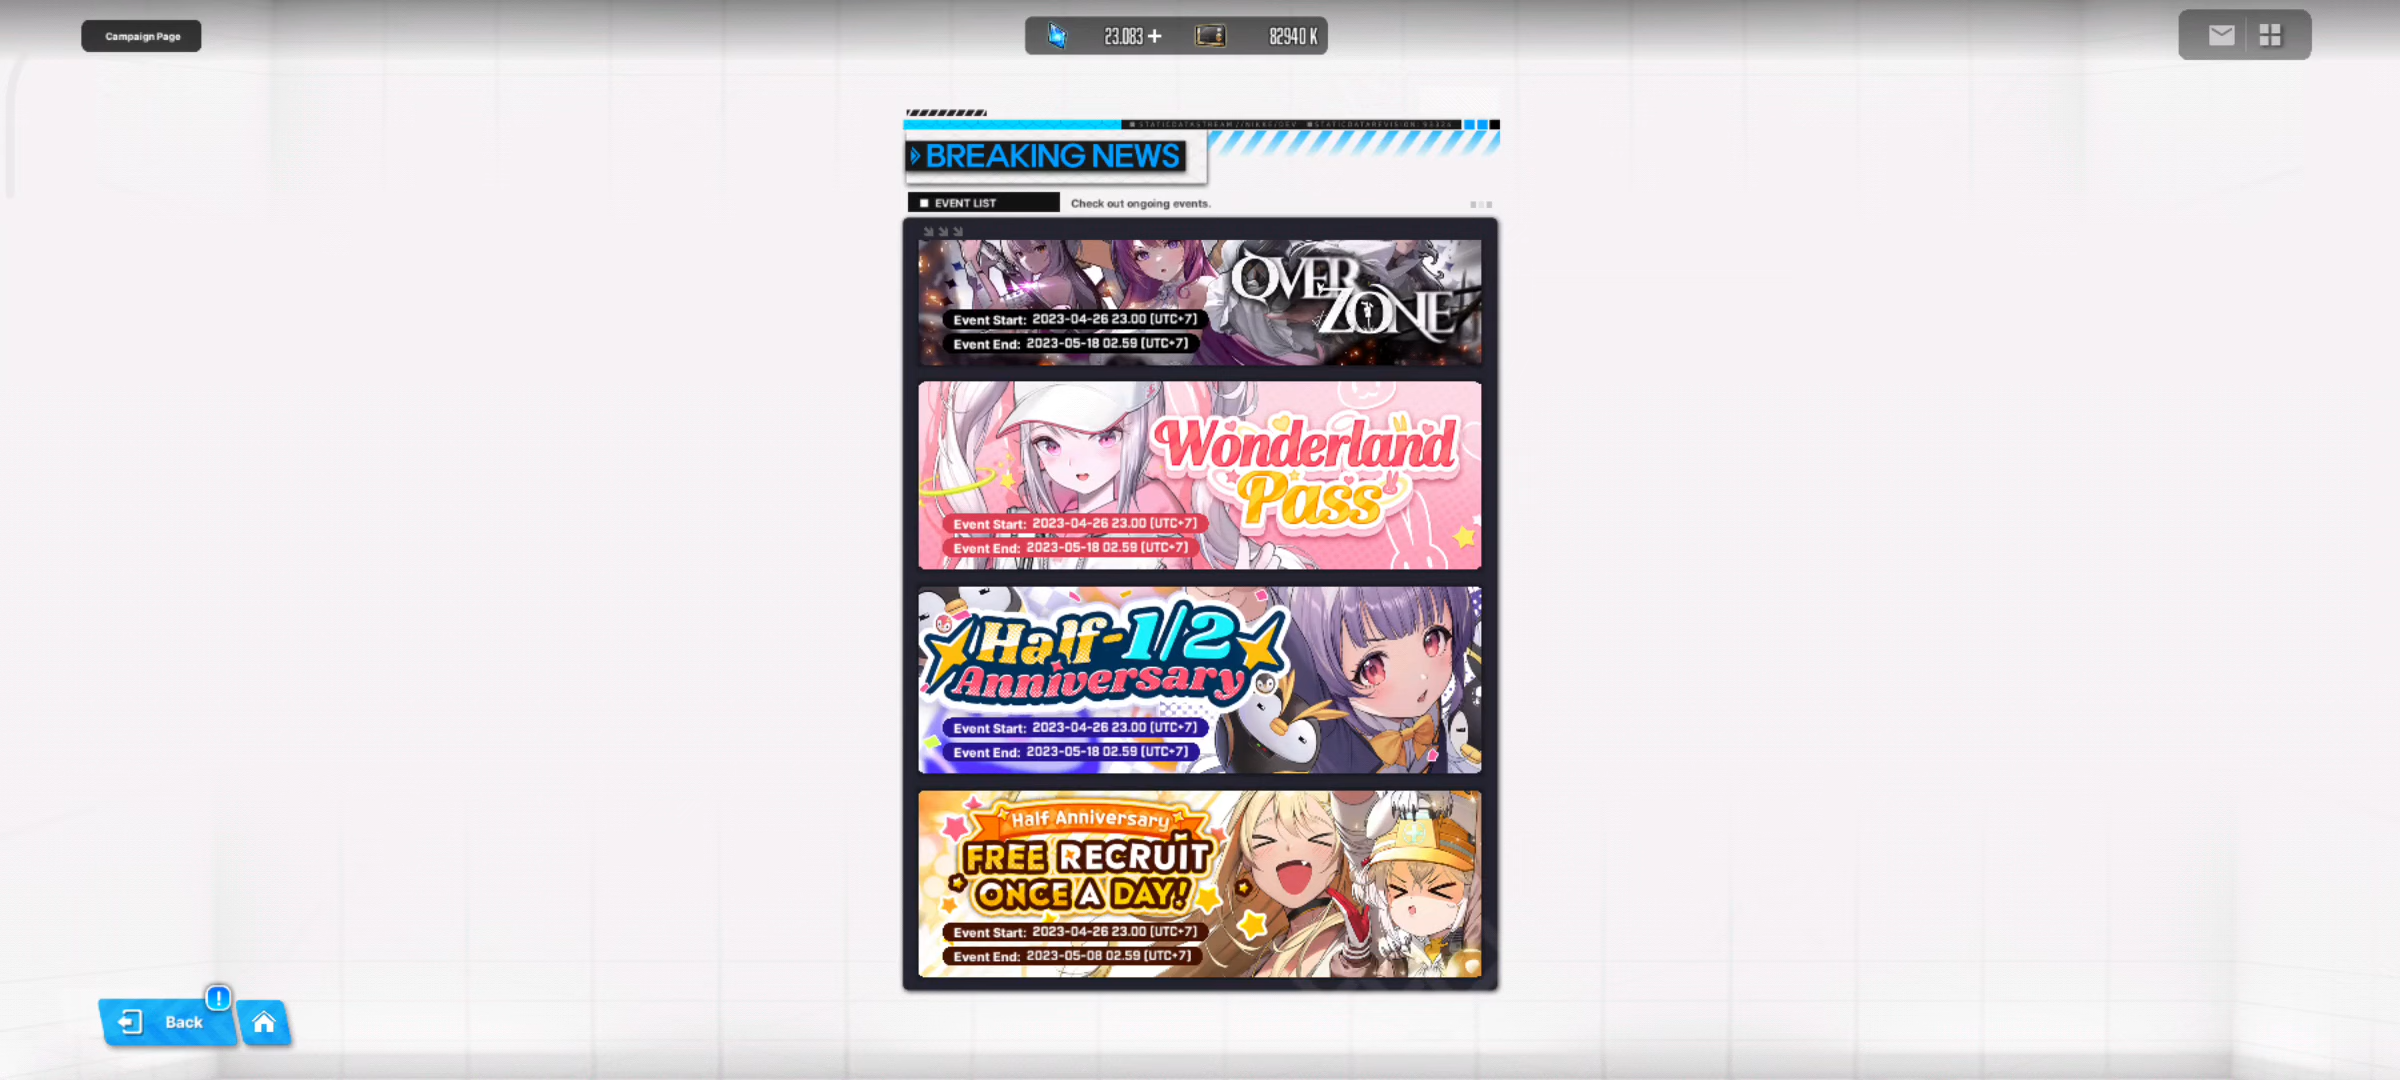 Campaign Page
23.083 +
82940 K
STATICDATASTREAM://NIKKE/DEV
BREAKING NEWS
EVENT LIST
Check out ongoing events.
OVER
ZONE
Event Start: 2023-04-26 23.00 (UTC+7)
Event End: 2023-05-18 02.59 (UTC+7)
Wonderland
Pass
Event Start: 2023-04-26 23.00 (UTC+7)
Event End: 2023-05-18 02.59 (UTC+7)
Half-1/2
Anniversary
Event Start: 2023-04-26 23.00 (UTC+7)
Event End: 2023-05-18 02.59 (UTC+7)
Half Anniversary
FREE RECRUIT
ONCE A DAY!
Event Start: 2023-04-26 23.00 (UTC+7)
Event End: 2023-05-08 02.59 (UTC+7)
!
Back